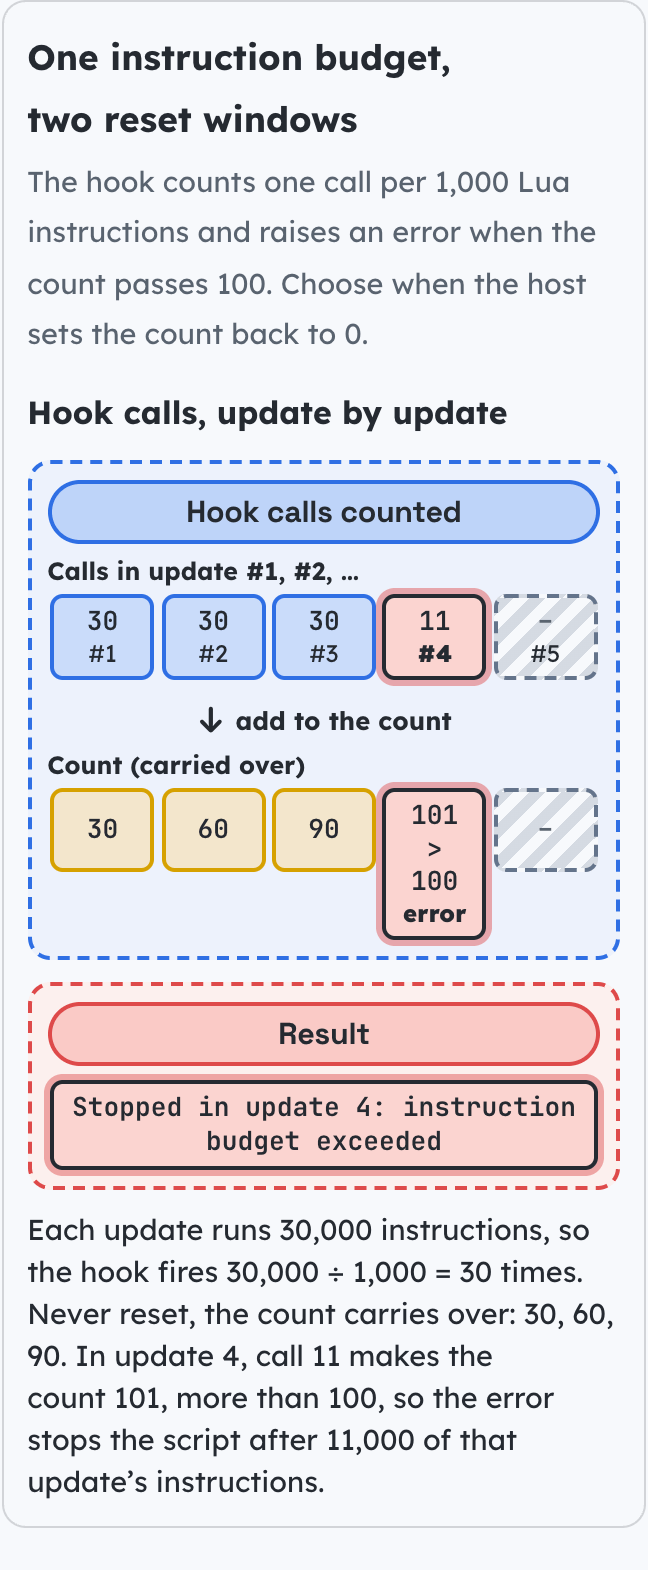 One instruction budget,
two reset windows
The hook counts one call per 1,000 Lua
instructions and raises an error when the
count passes 100. Choose when the host
sets the count back to 0.
Hook calls, update by update
Hook calls counted
Calls in update #1, #2, …
30 30 30 11 –
#1 #2 #3 #4 #5
↓ add to the count
Count (carried over)
30 60 90 101 –
>
100
error
Result
Stopped in update 4: instruction
budget exceeded
Each update runs 30,000 instructions, so
the hook fires 30,000 ÷ 1,000 = 30 times.
Never reset, the count carries over: 30, 60,
90. In update 4, call 11 makes the
count 101, more than 100, so the error
stops the script after 11,000 of that
update’s instructions.